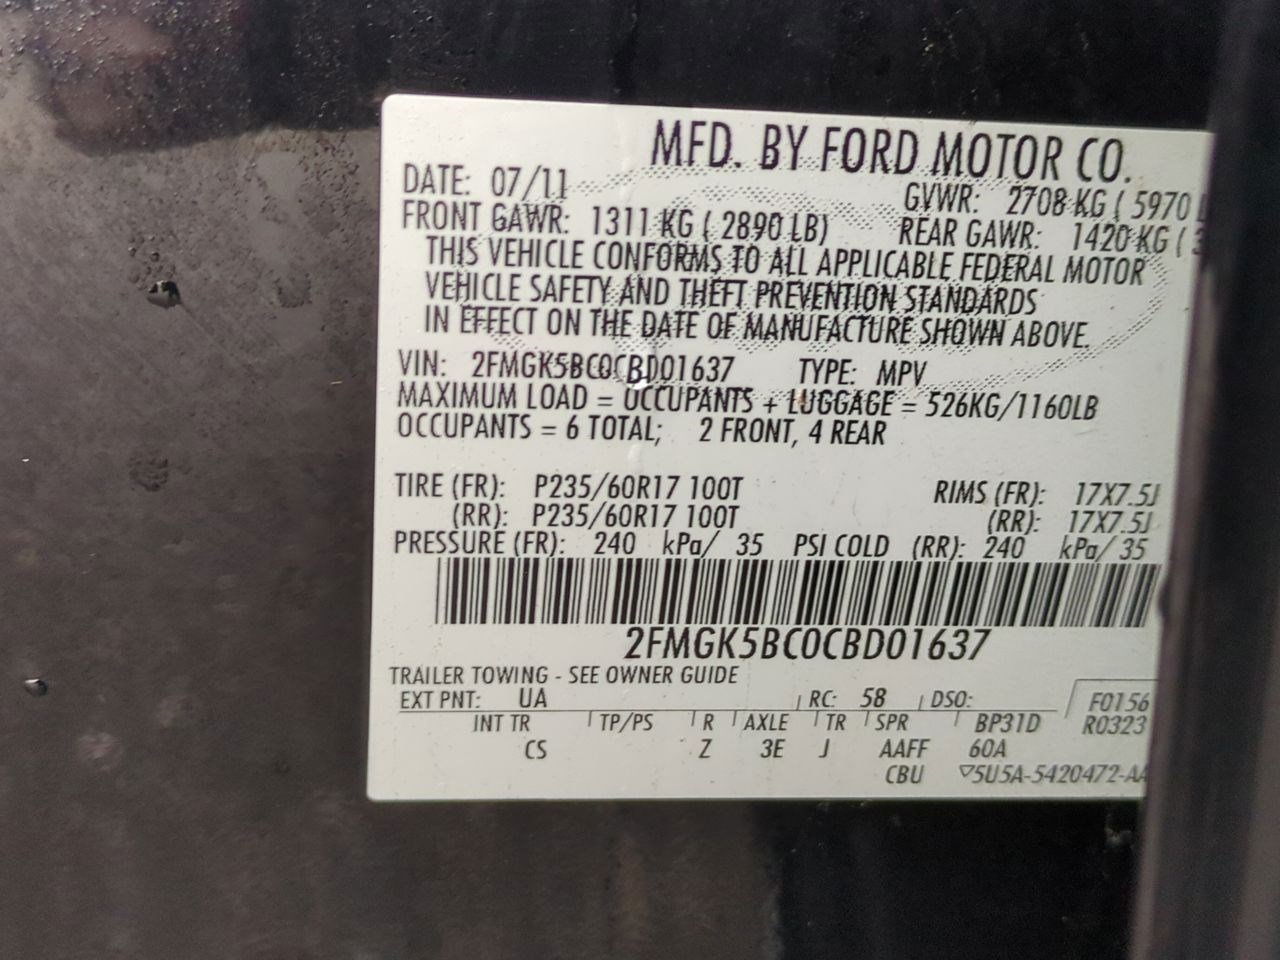 MFD. BY FORD MOTOR CO.
DATE: 07/11 GVWR: 2708 KG ( 5970
FRONT GAWR: 1311 KG ( 2890 LB) REAR GAWR: 1420 KG (
THIS VEHICLE CONFORMS TO ALL APPLICABLE FEDERAL MOTOR
VEHICLE SAFETY AND THEFT PREVENTION STANDARDS
IN EFFECT ON THE DATE OF MANUFACTURE SHOWN ABOVE.
VIN: 2FMGK5BC0CBD01637 TYPE: MPV
MAXIMUM LOAD = OCCUPANTS + LUGGAGE = 526KG/1160LB
OCCUPANTS = 6 TOTAL; 2 FRONT, 4 REAR
TIRE (FR): P235/60R17 100T RIMS (FR): 17X7.5J
(RR): P235/60R17 100T (RR): 17X7.5J
PRESSURE (FR): 240 kPa/ 35 PSI COLD (RR): 240 kPa/ 35
2FMGK5BC0CBD01637
TRAILER TOWING - SEE OWNER GUIDE
EXT PNT: UA RC: 58 DSO: F0156
INT TR TP/PS R AXLE TR SPR BP31D R0323
CS Z 3E J AAFF 60A
CBU ▽5U5A-5420472-AA